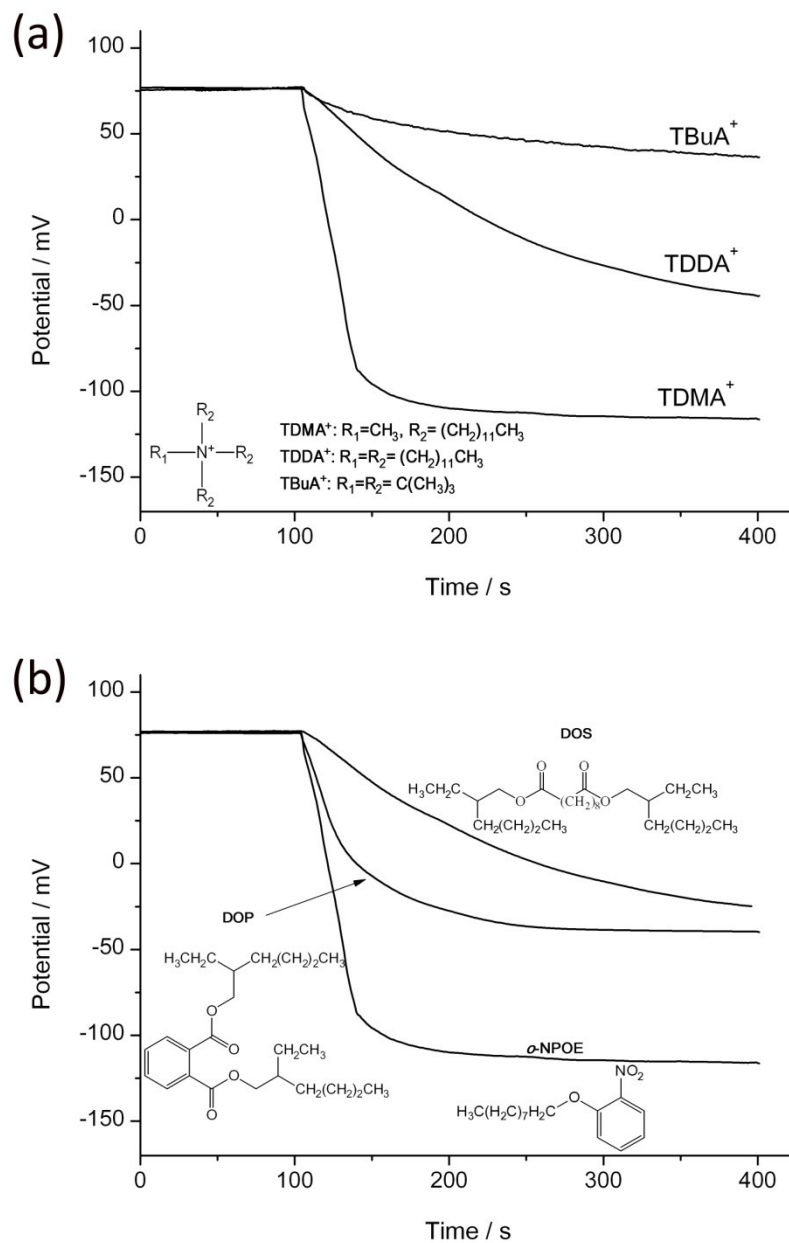 (a)
100
50
0
-50
-100
-150
Potential / mV
TBuA⁺
TDDA⁺
TDMA⁺
R₂
R₁
N⁺
R₂
R₂
TDMA⁺: R₁=CH₃, R₂= (CH₂)₁₁CH₃
TDDA⁺: R₁=R₂= (CH₂)₁₁CH₃
TBuA⁺: R₁=R₂= C(CH₃)₃
0 100 200 300 400
Time / s
(b)
100
50
0
-50
-100
-150
Potential / mV
DOS
O O
H₃CH₂C O (CH₂)₈ O CH₂CH₃
CH₂(CH₂)₂CH₃ CH₂(CH₂)₂CH₃
DOP
H₃CH₂C CH₂(CH₂)₂CH₃
O
O
CH₂CH₃
O
CH₂(CH₂)₂CH₃
O
o-NPOE
NO₂
H₃C(H₂C)₇H₂C O
0 100 200 300 400
Time / s